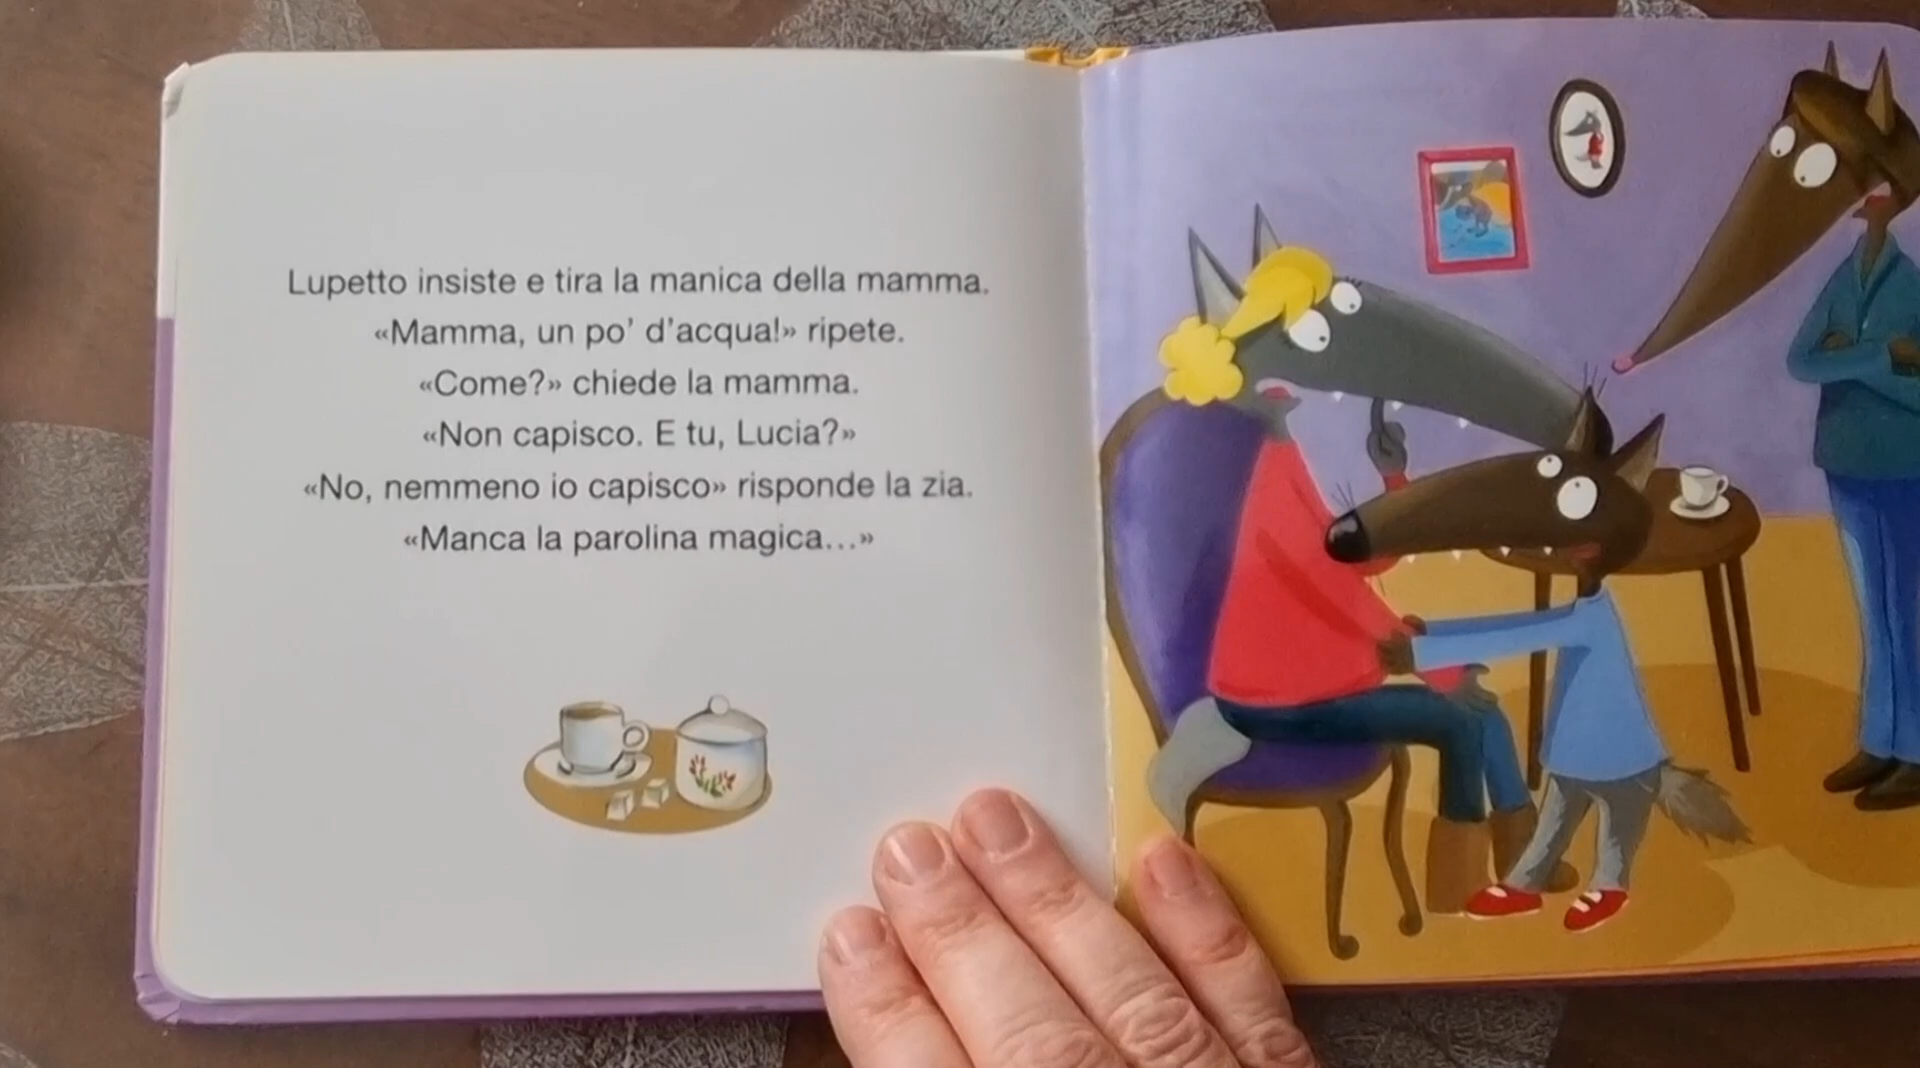 Lupetto insiste e tira la manica della mamma.
«Mamma, un po’ d’acqua!» ripete.
«Come?» chiede la mamma.
«Non capisco. E tu, Lucia?»
«No, nemmeno io capisco» risponde la zia.
«Manca la parolina magica…»